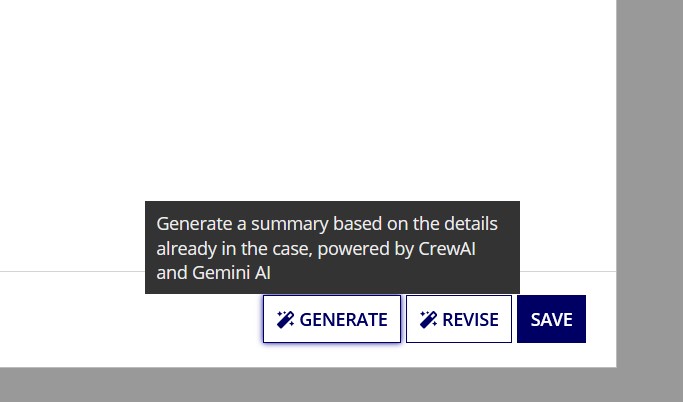 Generate a summary based on the details
already in the case, powered by CrewAI
and Gemini AI
GENERATE
REVISE
SAVE